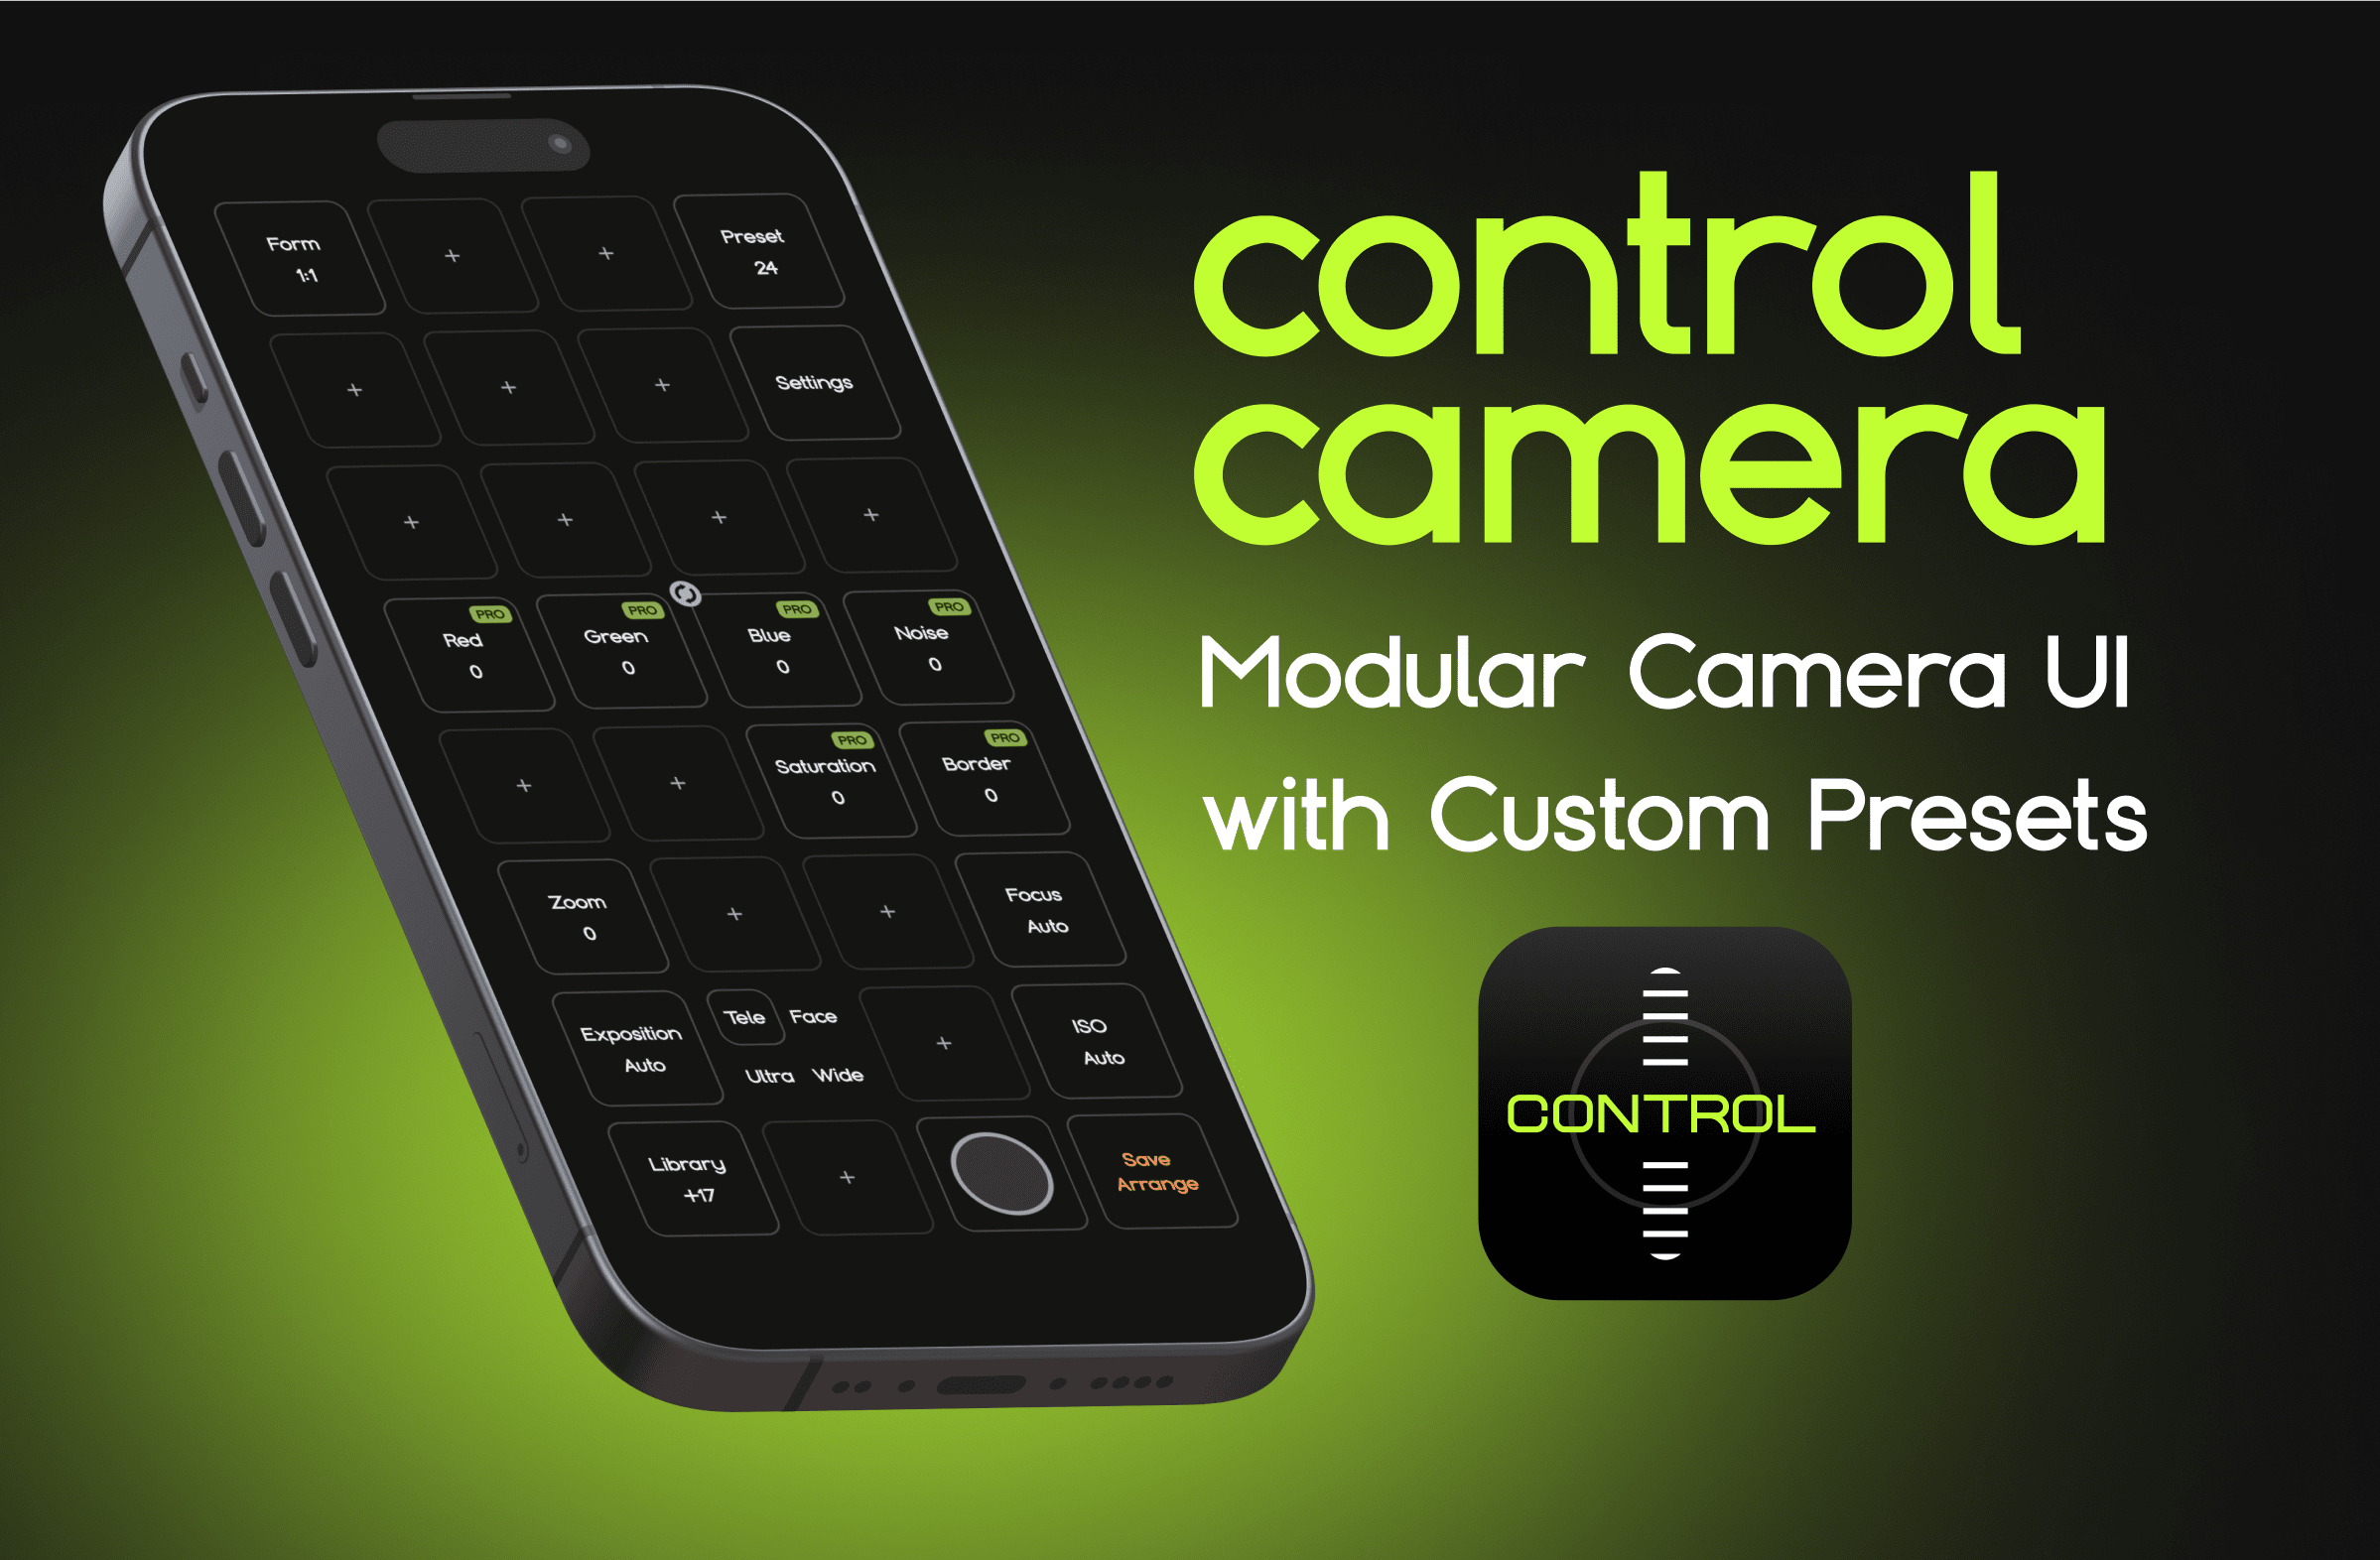 control
camera
Modular Camera UI
with Custom Presets
CONTROL
Form
1:1
+
+
Preset
24
+
+
+
Settings
+
+
+
+
PRO
Red
0
PRO
Green
0
PRO
Blue
0
PRO
Noise
0
+
+
PRO
Saturation
0
PRO
Border
0
Zoom
0
+
+
Focus
Auto
Exposition
Auto
Tele Face
Ultra Wide
+
ISO
Auto
Library
+17
+
Save
Arrange